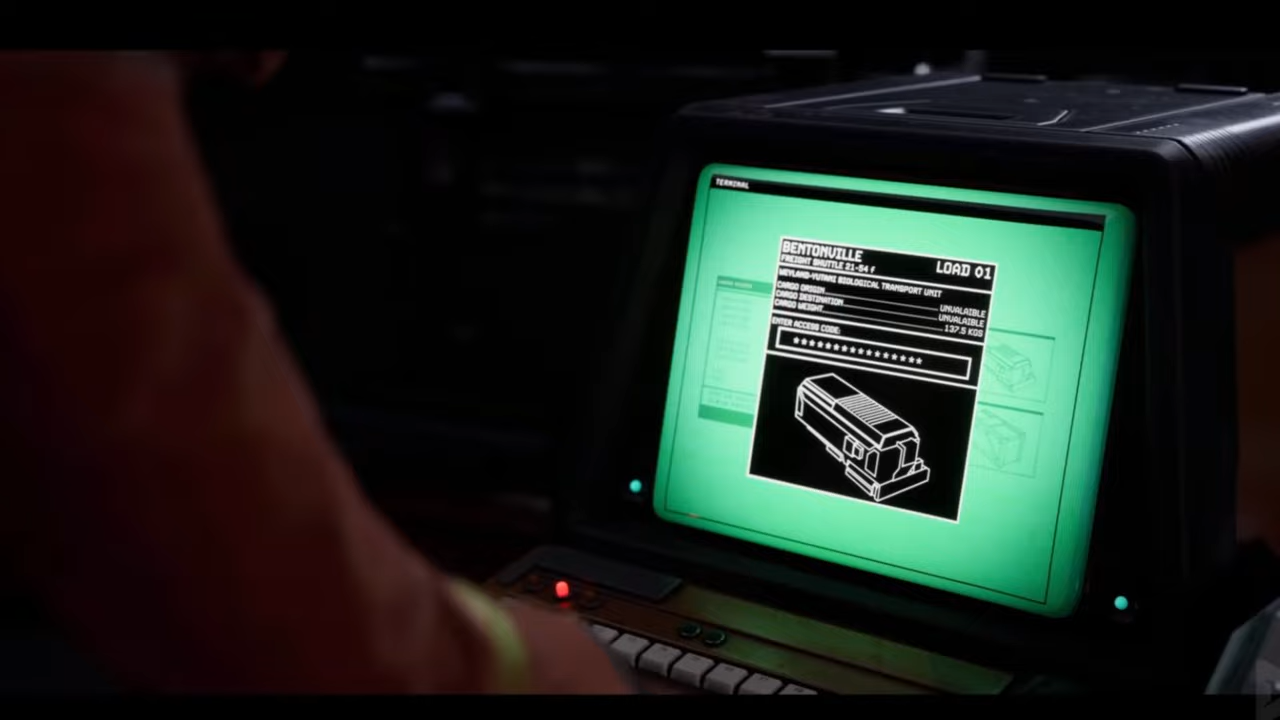 TERMINAL
BENTONVILLE
LOAD 01
FREIGHT SHUTTLE 21-54 F
WEYLAND-YUTANI BIOLOGICAL TRANSPORT UNIT
CARGO ORIGIN UNVALAIBLE
CARGO DESTINATION UNVALAIBLE
CARGO WEIGHT 137.5 KGS
ENTER ACCESS CODE:
****************